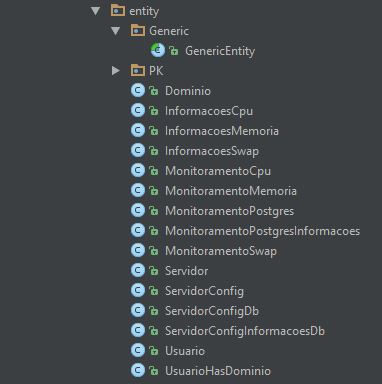 entity
Generic
GenericEntity
PK
Dominio
InformacoesCpu
InformacoesMemoria
InformacoesSwap
MonitoramentoCpu
MonitoramentoMemoria
MonitoramentoPostgres
MonitoramentoPostgresInformacoes
MonitoramentoSwap
Servidor
ServidorConfig
ServidorConfigDb
ServidorConfigInformacoesDb
Usuario
UsuarioHasDominio